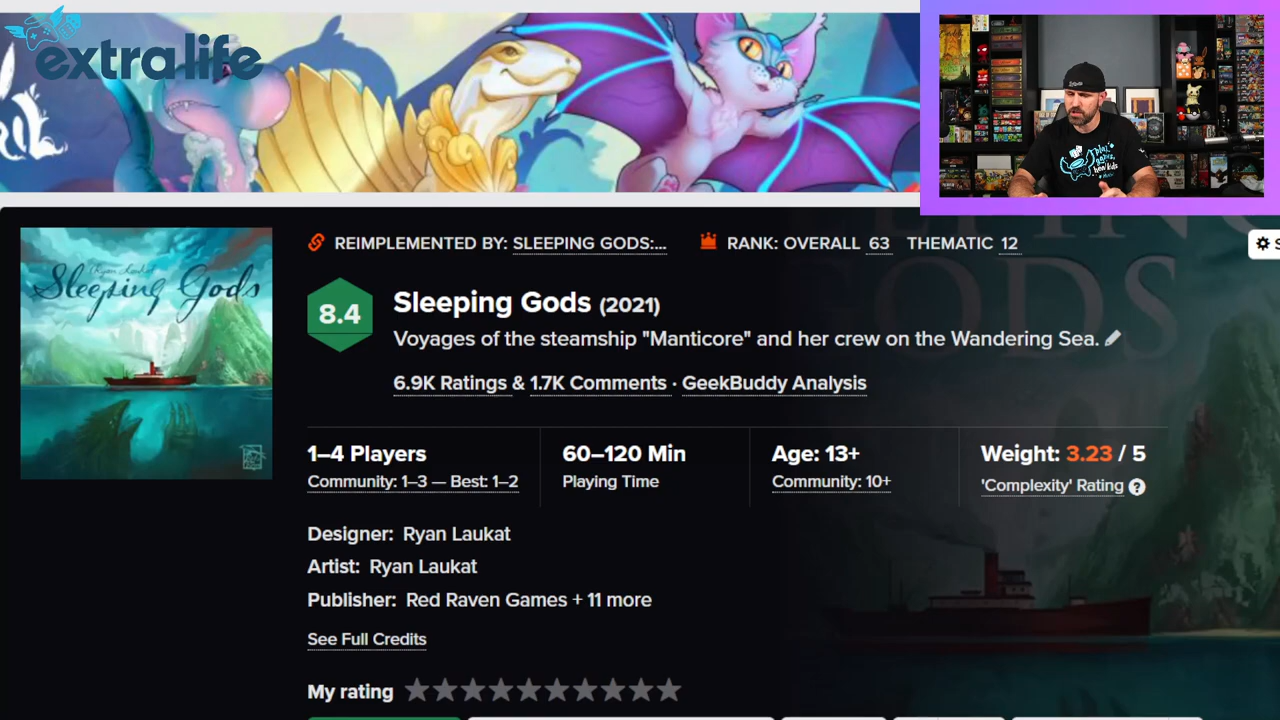 extralife
REIMPLEMENTED BY: SLEEPING GODS:...
RANK: OVERALL 63 THEMATIC 12
S
Ryan Laukat
Sleeping Gods
GODS
8.4
Sleeping Gods (2021)
Voyages of the steamship "Manticore" and her crew on the Wandering Sea.
6.9K Ratings & 1.7K Comments · GeekBuddy Analysis
1–4 Players
Community: 1–3 — Best: 1–2
60–120 Min
Playing Time
Age: 13+
Community: 10+
Weight: 3.23 / 5
'Complexity' Rating ?
Designer: Ryan Laukat
Artist: Ryan Laukat
Publisher: Red Raven Games + 11 more
See Full Credits
My rating